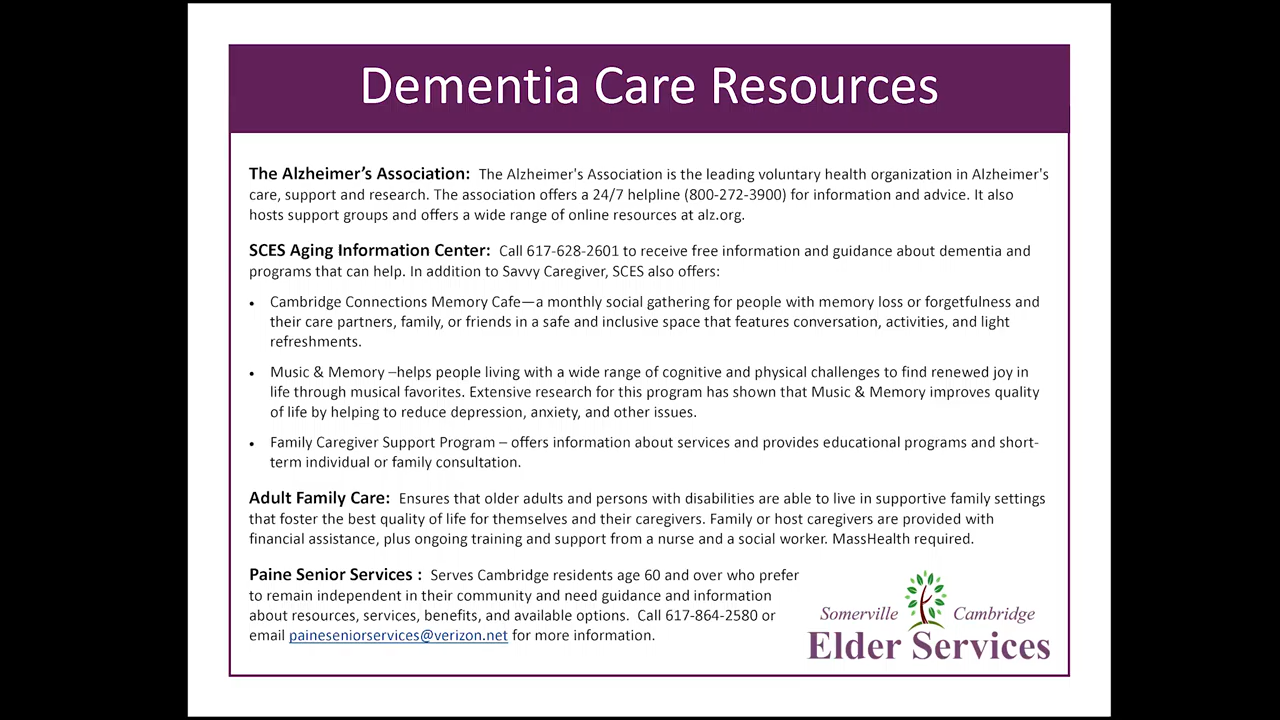 Dementia Care Resources
The Alzheimer's Association: The Alzheimer's Association is the leading voluntary health organization in Alzheimer's
care, support and research. The association offers a 24/7 helpline (800-272-3900) for information and advice. It also
hosts support groups and offers a wide range of online resources at alz.org.
SCES Aging Information Center: Call 617-628-2601 to receive free information and guidance about dementia and
programs that can help. In addition to Savvy Caregiver, SCES also offers:
• Cambridge Connections Memory Cafe—a monthly social gathering for people with memory loss or forgetfulness and
their care partners, family, or friends in a safe and inclusive space that features conversation, activities, and light
refreshments.
• Music & Memory –helps people living with a wide range of cognitive and physical challenges to find renewed joy in
life through musical favorites. Extensive research for this program has shown that Music & Memory improves quality
of life by helping to reduce depression, anxiety, and other issues.
• Family Caregiver Support Program – offers information about services and provides educational programs and short-
term individual or family consultation.
Adult Family Care: Ensures that older adults and persons with disabilities are able to live in supportive family settings
that foster the best quality of life for themselves and their caregivers. Family or host caregivers are provided with
financial assistance, plus ongoing training and support from a nurse and a social worker. MassHealth required.
Paine Senior Services : Serves Cambridge residents age 60 and over who prefer
to remain independent in their community and need guidance and information
about resources, services, benefits, and available options. Call 617-864-2580 or
email paineseniorservices@verizon.net for more information.
Somerville Cambridge
Elder Services